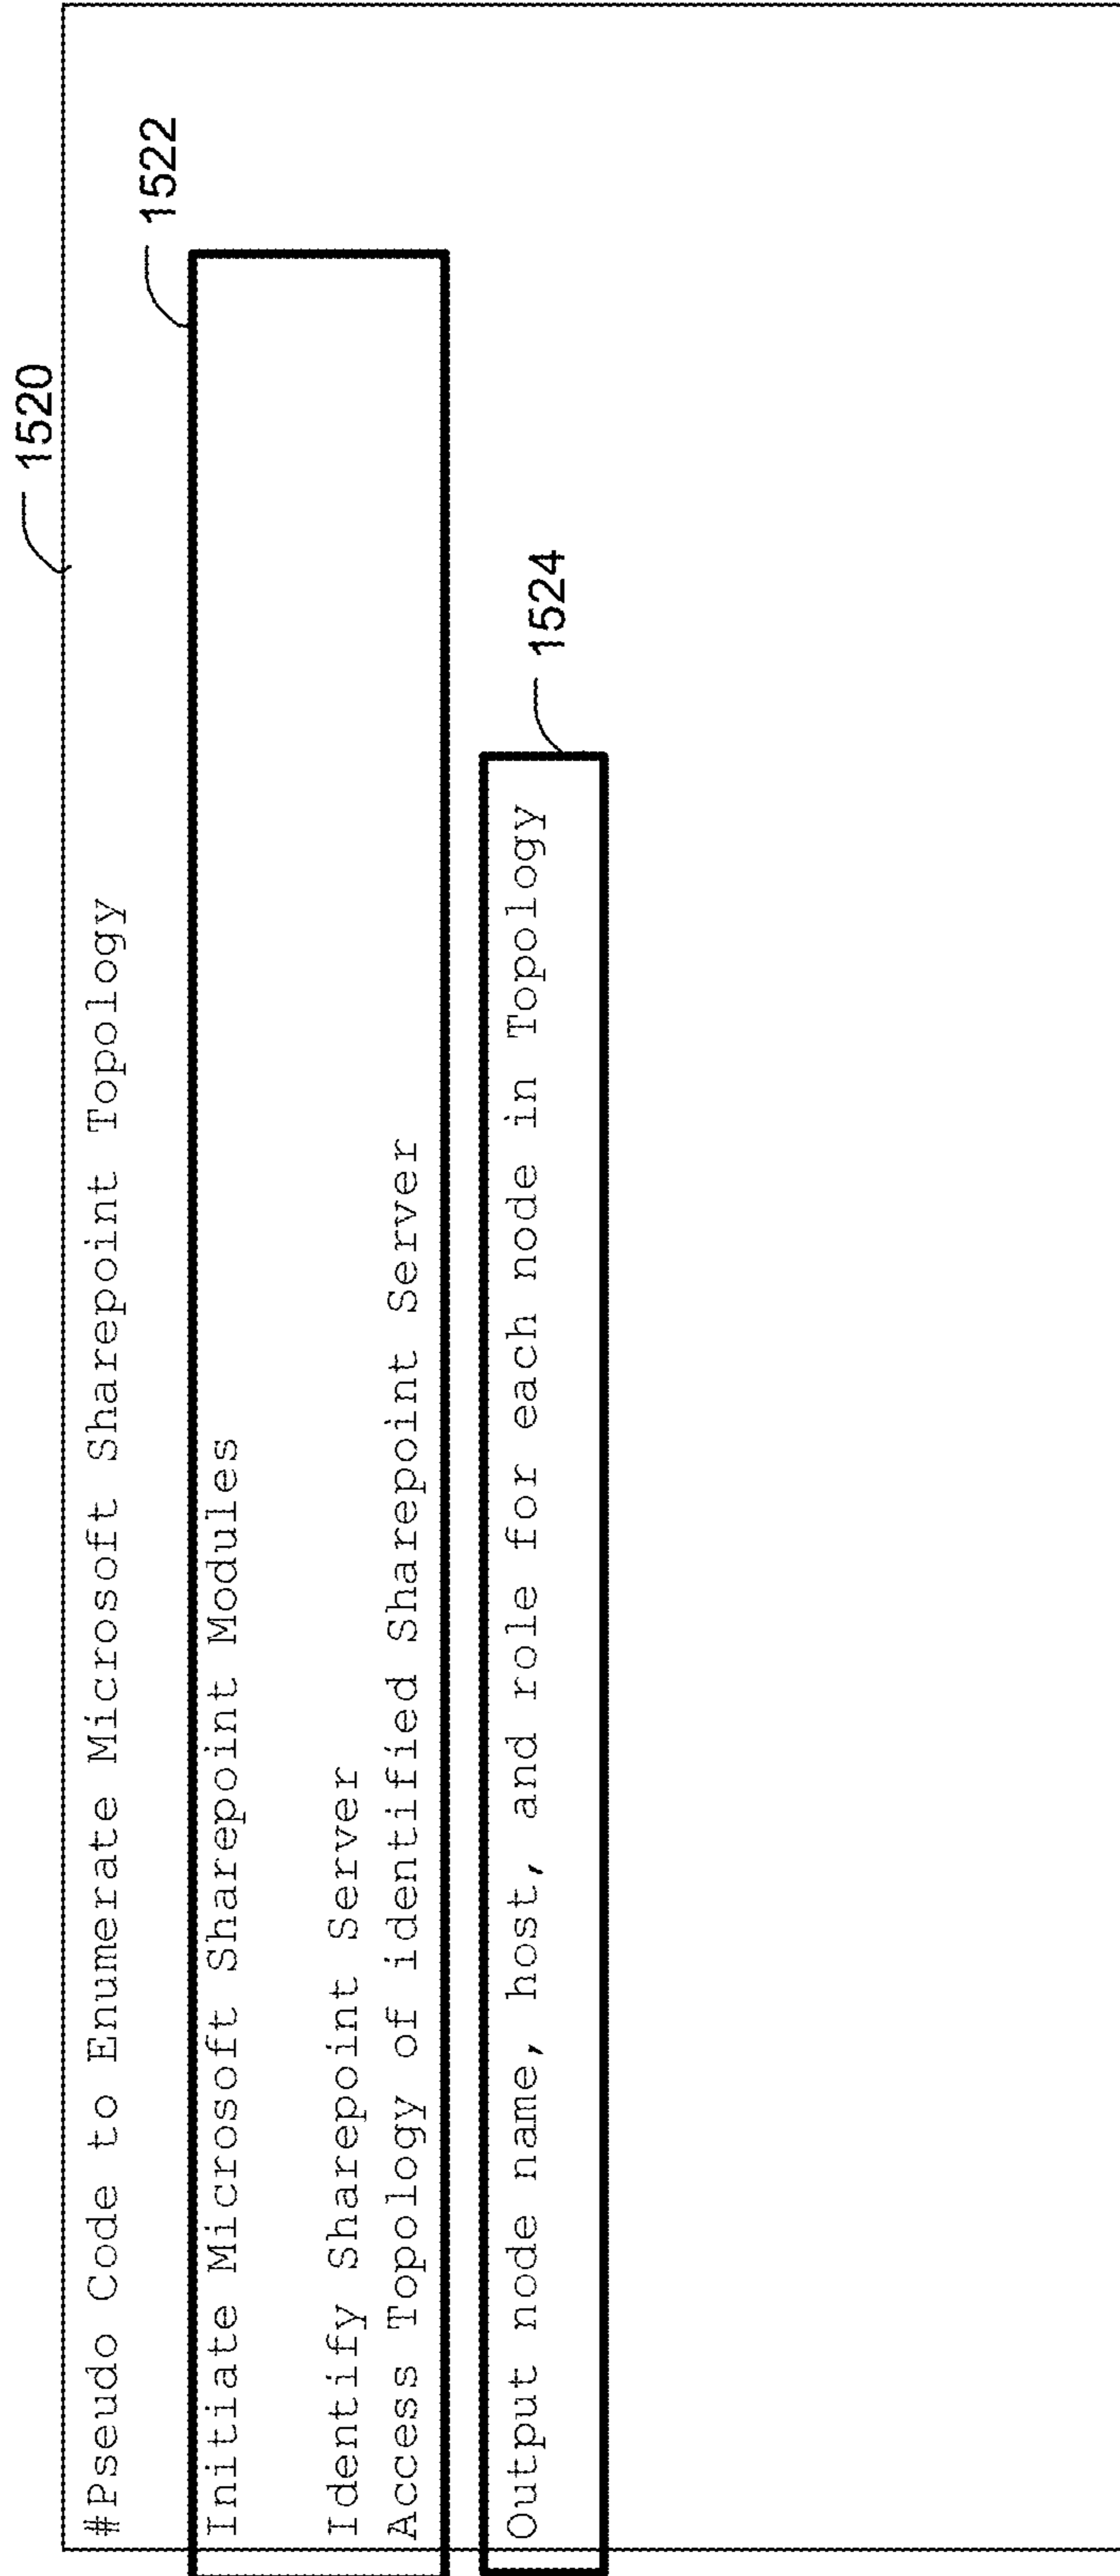 1520
#Pseudo Code to Enumerate Microsoft Sharepoint Topology
1522
Initiate Microsoft Sharepoint Modules
Identify Sharepoint Server
Access Topology of identified Sharepoint Server
1524
Output node name, host, and role for each node in Topology